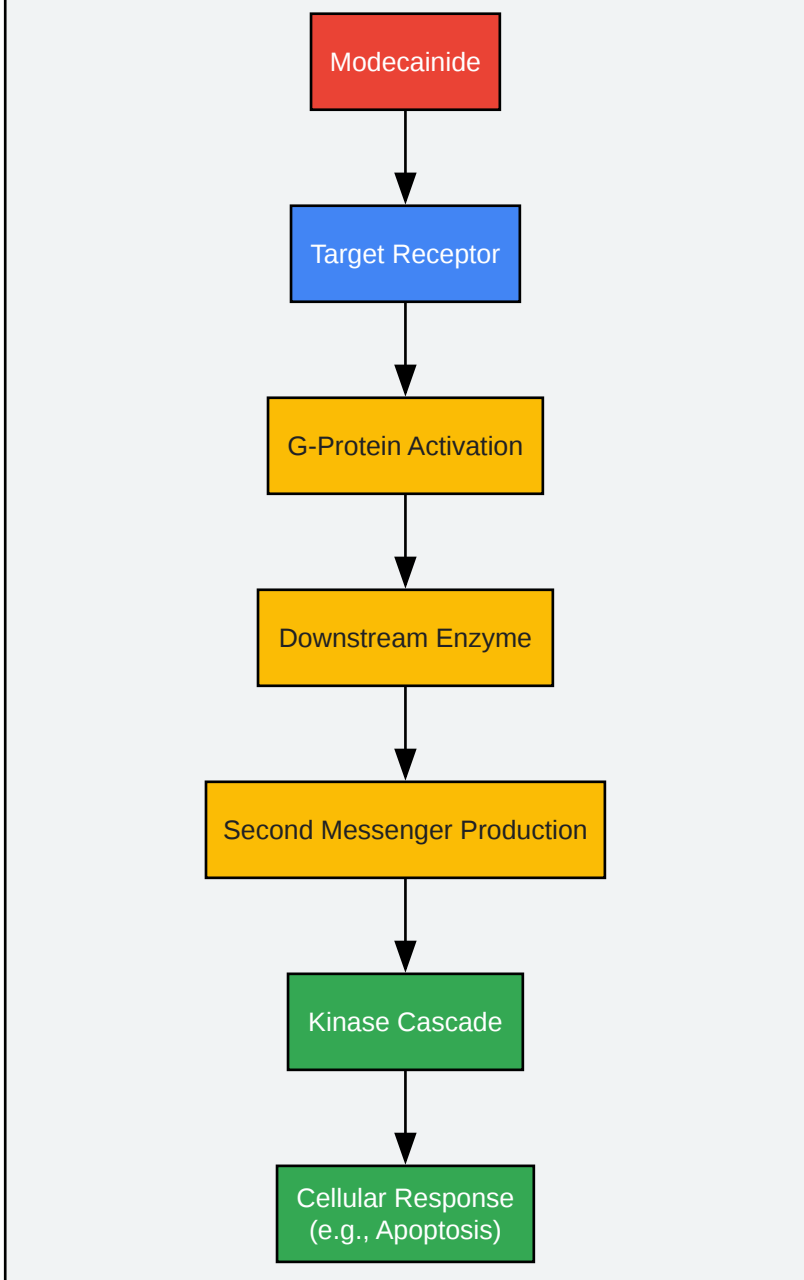 Modecainide
Target Receptor
G-Protein Activation
Downstream Enzyme
Second Messenger Production
Kinase Cascade
Cellular Response
(e.g., Apoptosis)